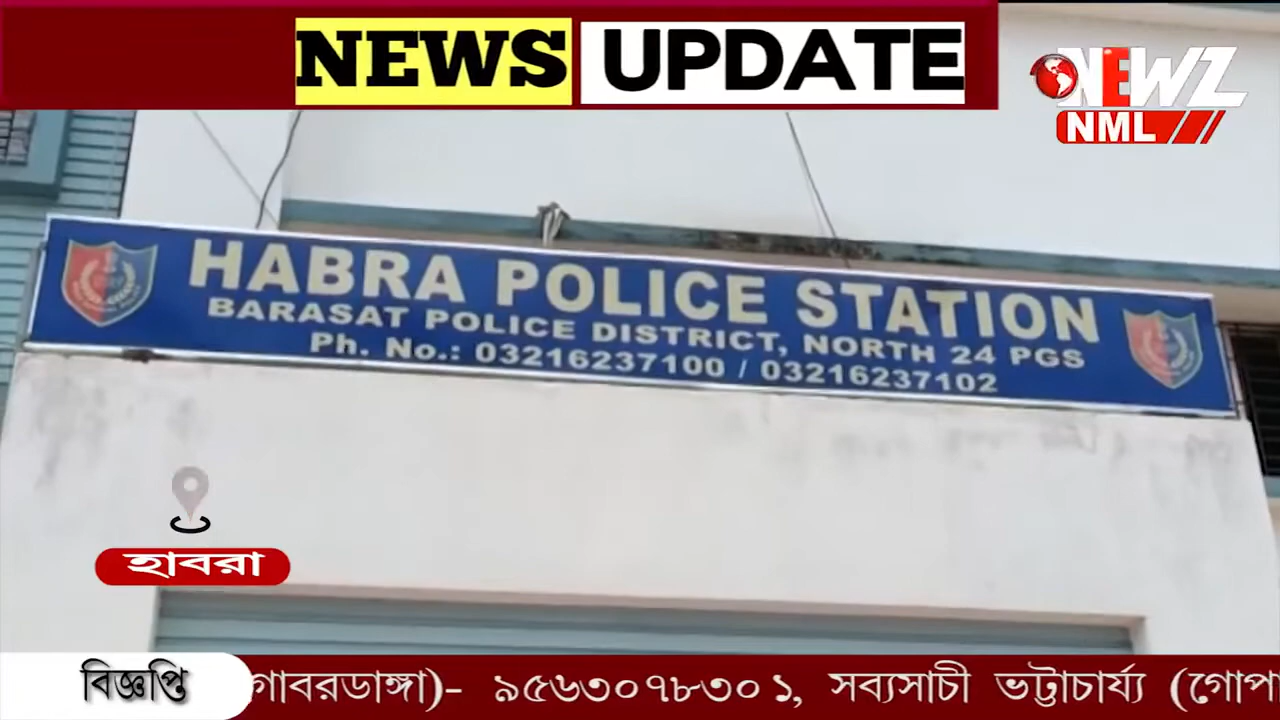 NEWS UPDATE
NEWZ
NML
HABRA POLICE STATION
BARASAT POLICE DISTRICT, NORTH 24 PGS
Ph. No.: 03216237100 / 03216237102
হাবরা
বিজ্ঞপ্তি
গোবরডাঙ্গা)- ৯৫৬৩০৭৮৩০১, সব্যসাচী ভট্টাচার্য্য (গোপা